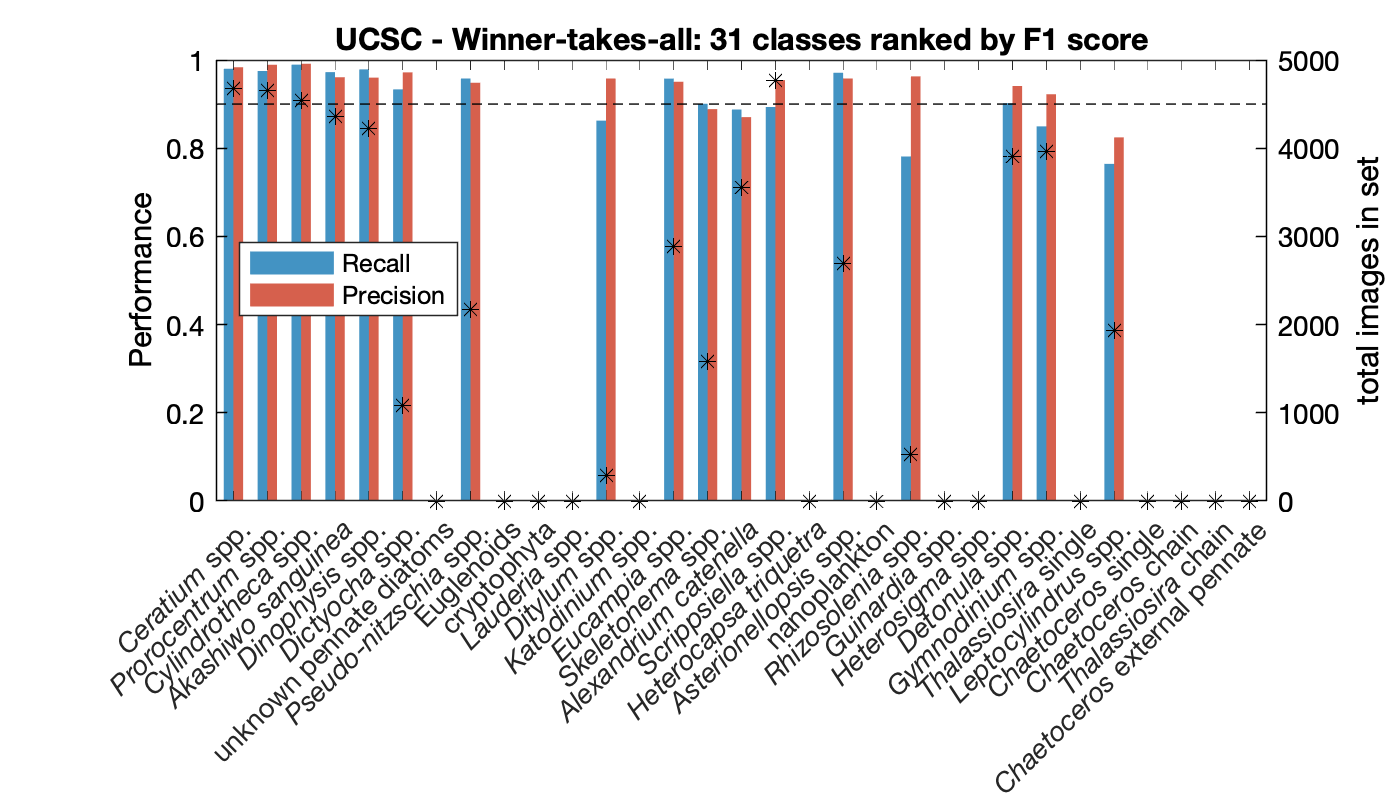 UCSC - Winner-takes-all: 31 classes ranked by F1 score
1
0.8
0.6
0.4
0.2
0
Performance
5000
4000
3000
2000
1000
0
total images in set
Recall
Precision
Ceratium spp.
Prorocentrum spp.
Cylindrotheca spp.
Akashiwo sanguinea
Dinophysis spp.
Dictyocha spp.
unknown pennate diatoms
Pseudo-nitzschia spp.
Euglenoids
cryptophyta
Lauderia spp.
Ditylum spp.
Katodinium spp.
Eucampia spp.
Skeletonema spp.
Alexandrium catenella
Scrippsiella spp.
Heterocapsa triquetra
Asterionellopsis spp.
nanoplankton
Rhizosolenia spp.
Guinardia spp.
Heterosigma spp.
Detonula spp.
Gymnodinium spp.
Thalassiosira single
Leptocylindrus spp.
Chaetoceros single
Chaetoceros chain
Thalassiosira chain
Chaetoceros external pennate